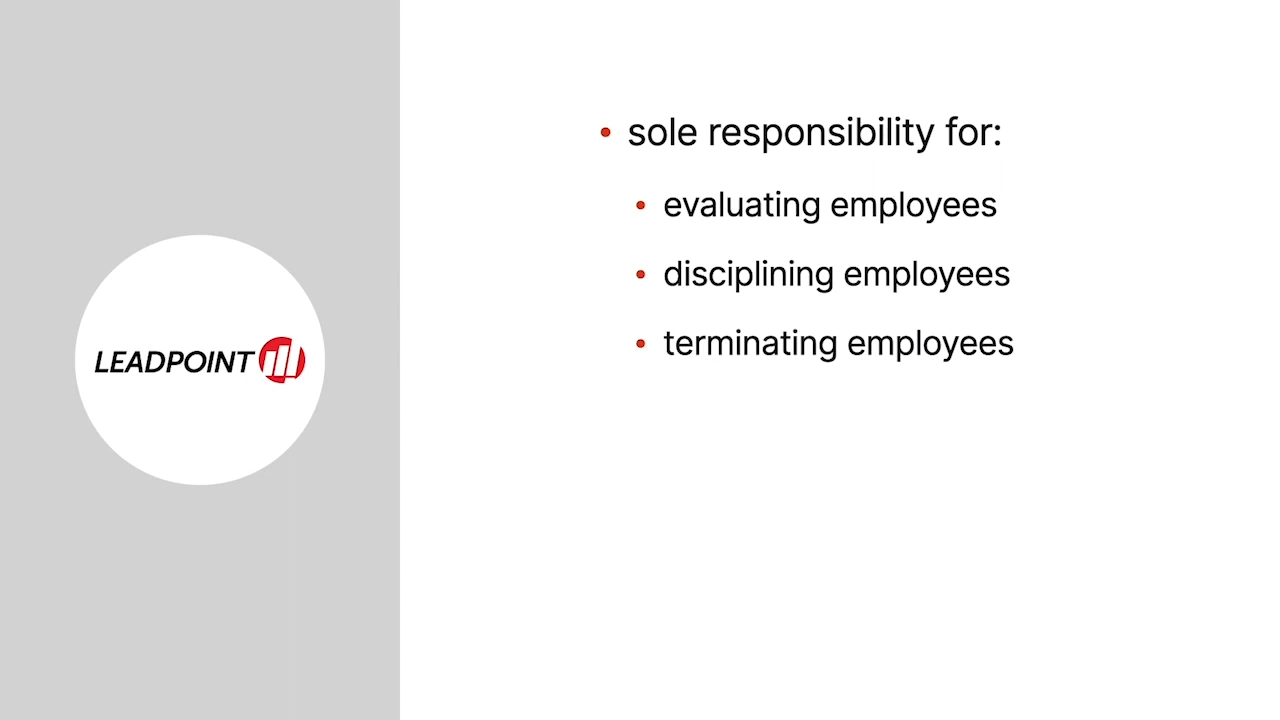 LEADPOINT
sole responsibility for:
evaluating employees
disciplining employees
terminating employees